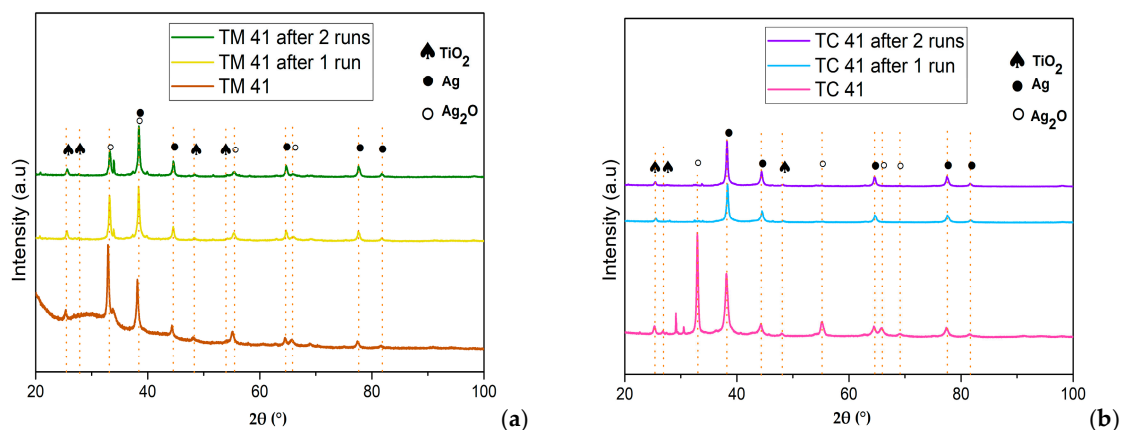 TM 41 after 2 runs
TM 41 after 1 run
TM 41
TiO2
Ag
Ag2O
Intensity (a.u)
20 40 60 80 100
2θ (°)
(a)
TC 41 after 2 runs
TC 41 after 1 run
TC 41
TiO2
Ag
Ag2O
Intensity (a.u)
20 40 60 80 100
2θ (°)
(b)